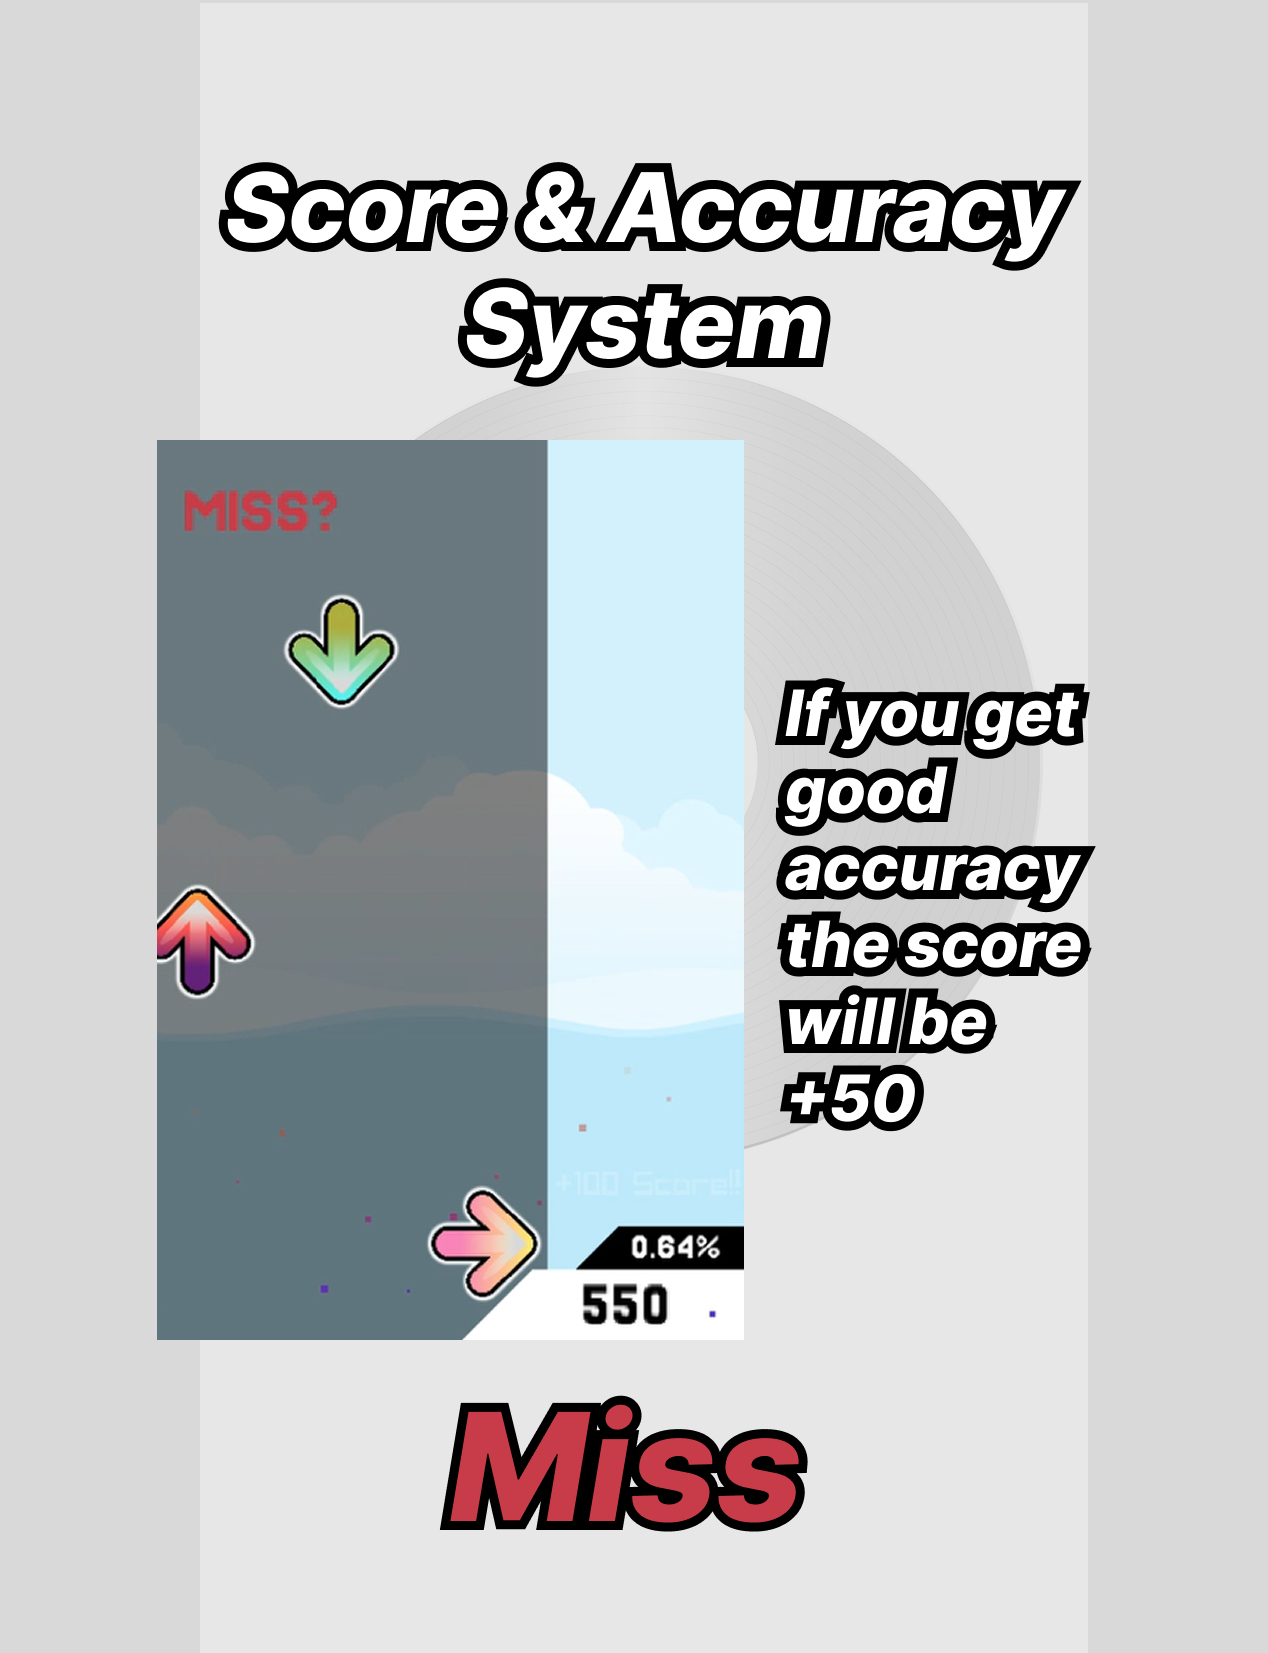 Score & Accuracy
System
MISS?
If you get
good
accuracy
the score
will be
+50
+100 Score!!
0.64%
550
Miss